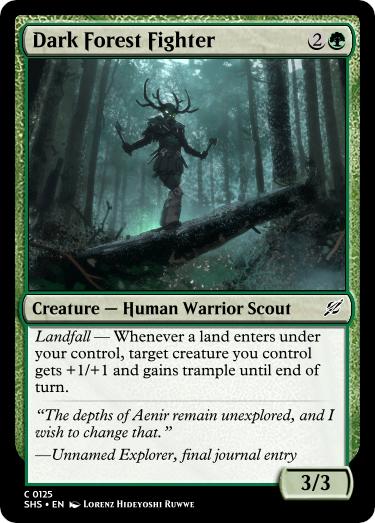 Dark Forest Fighter 2
Creature — Human Warrior Scout
Landfall — Whenever a land enters under
your control, target creature you control
gets +1/+1 and gains trample until end of
turn.
“The depths of Aenir remain unexplored, and I
wish to change that.”
—Unnamed Explorer, final journal entry
3/3
C 0125
SHS • EN Lorenz Hideyoshi Ruwwe